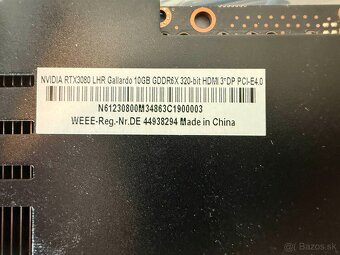 NVIDIA RTX3080 LHR Gallardo 10GB GDDR6X 320-bit HDMI 3*DP PCI-E4.0
N61230800M34863C1900003
WEEE-Reg.-Nr.DE 44938294 Made in China
Bazos.sk